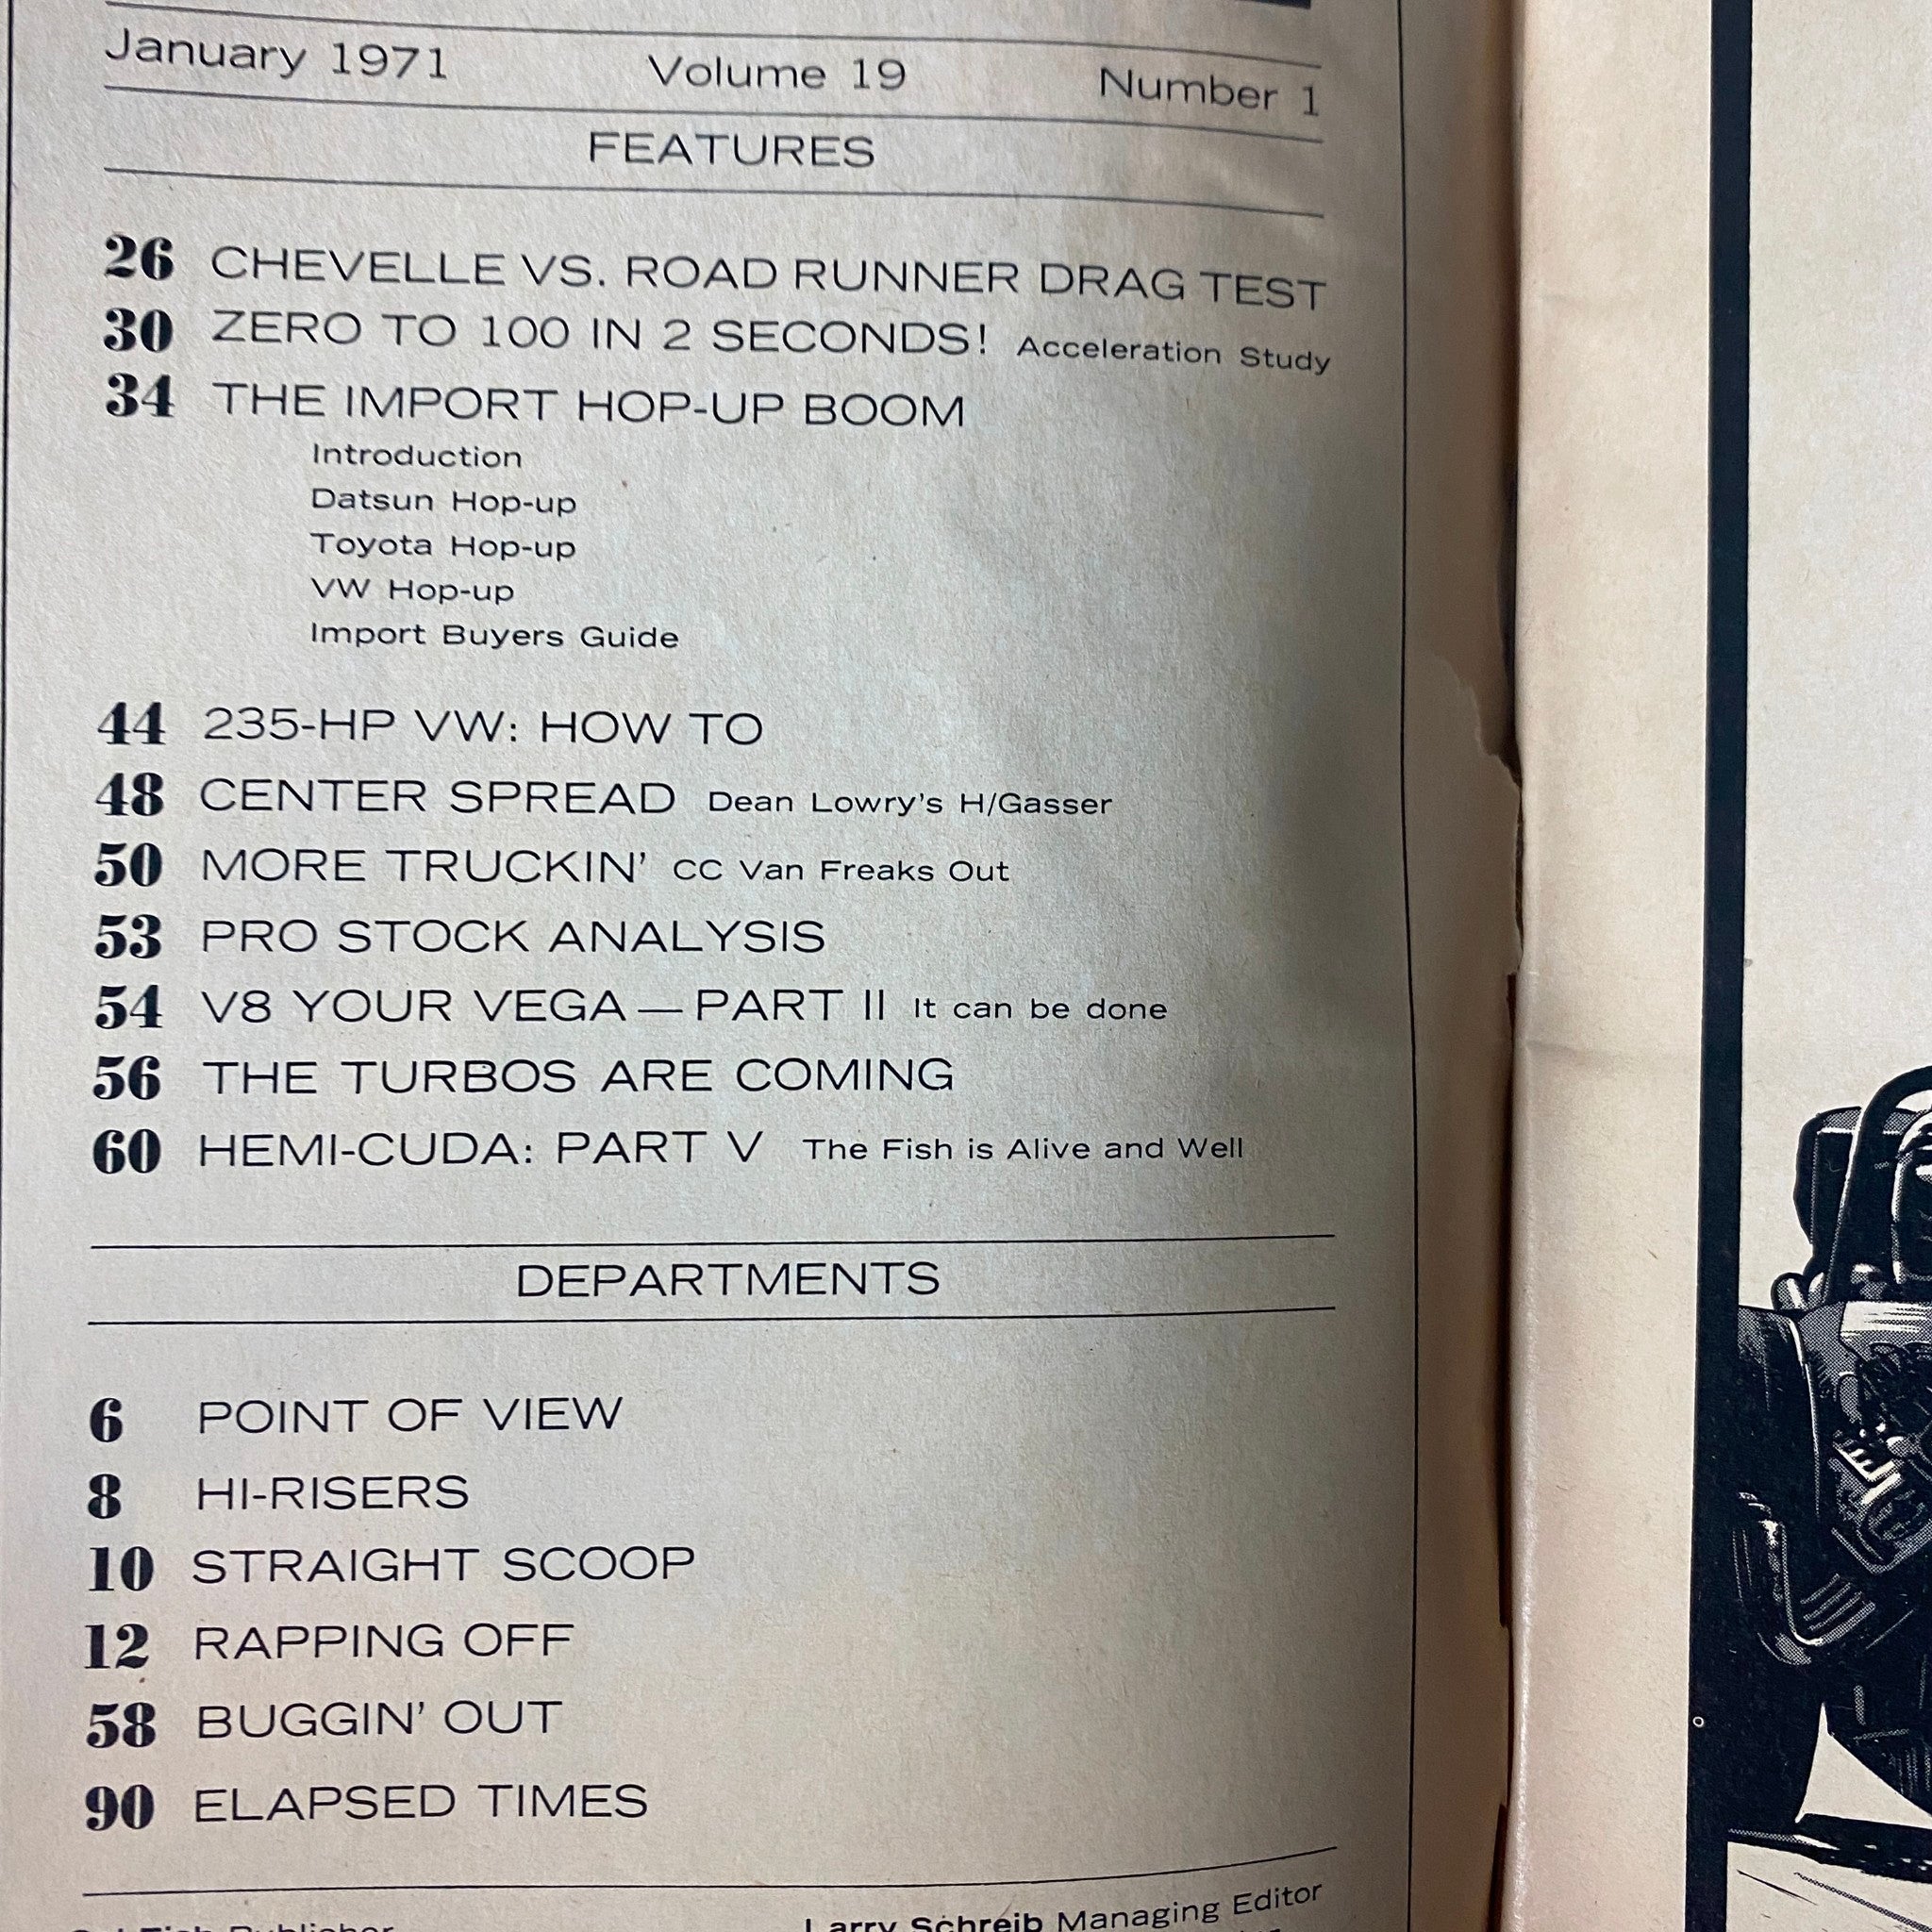 January 1971 Volume 19 Number 1
FEATURES
26 CHEVELLE VS. ROAD RUNNER DRAG TEST
30 ZERO TO 100 IN 2 SECONDS! Acceleration Study
34 THE IMPORT HOP-UP BOOM
Introduction
Datsun Hop-up
Toyota Hop-up
VW Hop-up
Import Buyers Guide
44 235-HP VW: HOW TO
48 CENTER SPREAD Dean Lowry's H/Gasser
50 MORE TRUCKIN' CC Van Freaks Out
53 PRO STOCK ANALYSIS
54 V8 YOUR VEGA — PART II It can be done
56 THE TURBOS ARE COMING
60 HEMI-CUDA: PART V The Fish is Alive and Well
DEPARTMENTS
6 POINT OF VIEW
8 HI-RISERS
10 STRAIGHT SCOOP
12 RAPPING OFF
58 BUGGIN' OUT
90 ELAPSED TIMES
Publisher Larry Schreib Managing Editor